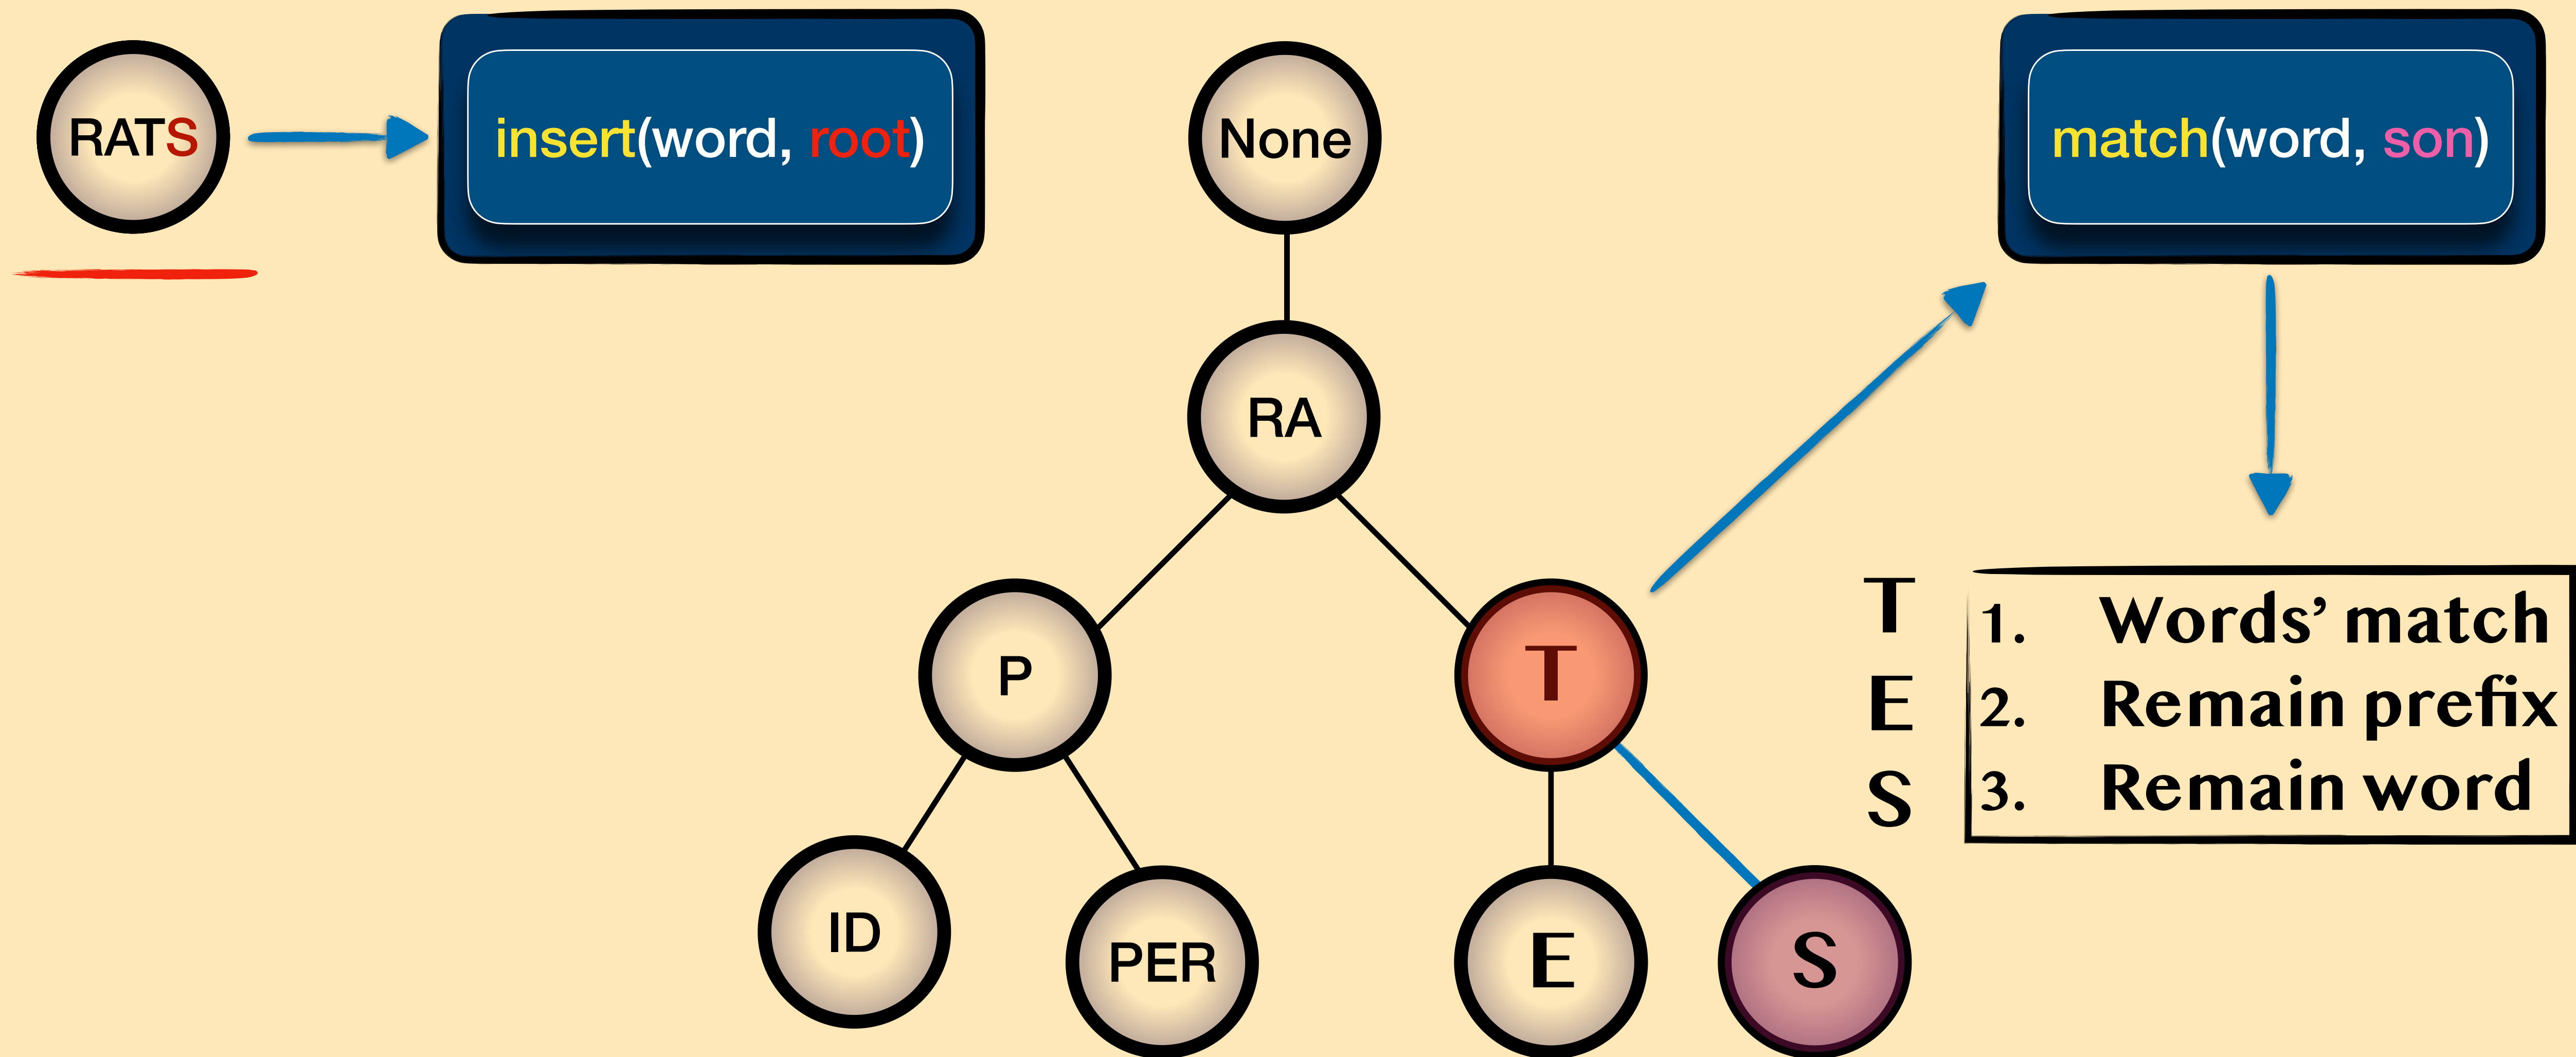 RATS
insert(word, root)
None
match(word, son)
RA
P
T
T
E
S
1. Words’ match
2. Remain prefix
3. Remain word
ID
PER
E
S